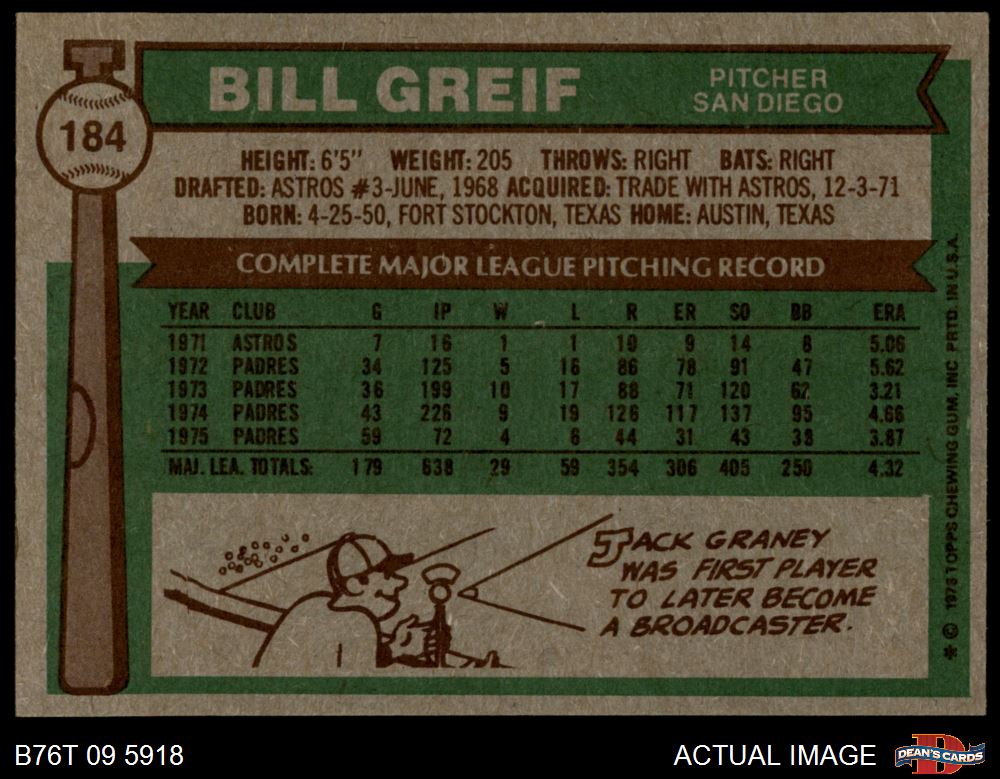 184
BILL GREIF
PITCHER
SAN DIEGO
HEIGHT: 6'5" WEIGHT: 205 THROWS: RIGHT BATS: RIGHT
DRAFTED: ASTROS #3-JUNE, 1968 ACQUIRED: TRADE WITH ASTROS, 12-3-71
BORN: 4-25-50, FORT STOCKTON, TEXAS HOME: AUSTIN, TEXAS
COMPLETE MAJOR LEAGUE PITCHING RECORD
YEAR CLUB G IP W L R ER SO BB ERA
1971 ASTROS 7 16 1 1 10 9 14 8 5.06
1972 PADRES 34 125 5 16 86 78 91 47 5.62
1973 PADRES 36 199 10 17 88 71 120 62 3.21
1974 PADRES 43 226 9 19 126 117 137 95 4.66
1975 PADRES 59 72 4 6 44 31 43 38 3.87
MAJ. LEA. TOTALS: 179 638 29 59 354 306 405 250 4.32
JACK GRANEY
WAS FIRST PLAYER
TO LATER BECOME
A BROADCASTER.
* © 1976 TOPPS CHEWING GUM, INC PRTD. IN U.S.A.
B76T 09 5918
ACTUAL IMAGE
DEAN'S CARDS